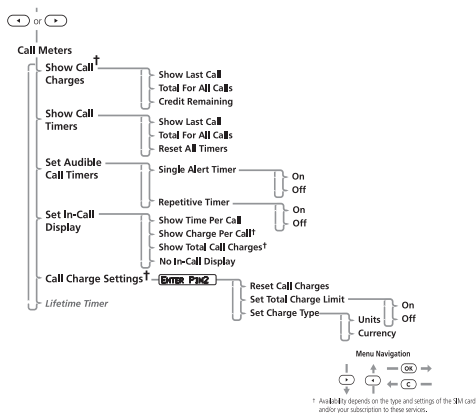 or
Call Meters
Show Call†
Charges
Show Last Call
Total For All Calls
Credit Remaining
Show Call
Timers
Show Last Call
Total For All Calls
Reset All Timers
Set Audible
Call Timers
Single Alert Timer
On
Off
Repetitive Timer
On
Off
Set In-Call
Display
Show Time Per Call
Show Charge Per Call†
Show Total Call Charges†
No In-Call Display
Call Charge Settings†
ENTER PIN2
Reset Call Charges
Set Total Charge Limit
On
Off
Set Charge Type
Units
Currency
Lifetime Timer
Menu Navigation
OK
C
† Availability depends on the type and settings of the SIM card
and/or your subscription to these services.